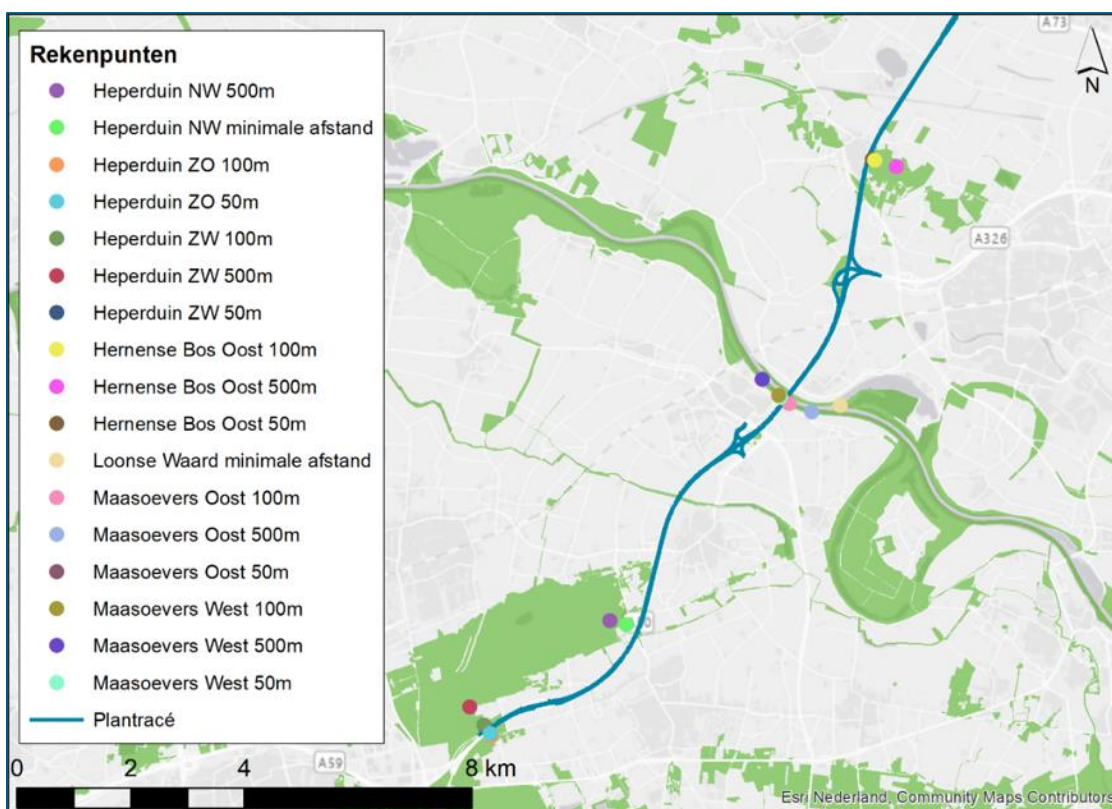 Rekenpunten
Heperduin NW 500m
Heperduin NW minimale afstand
Heperduin ZO 100m
Heperduin ZO 50m
Heperduin ZW 100m
Heperduin ZW 500m
Heperduin ZW 50m
Hernense Bos Oost 100m
Hernense Bos Oost 500m
Hernense Bos Oost 50m
Loonse Waard minimale afstand
Maasoevers Oost 100m
Maasoevers Oost 500m
Maasoevers Oost 50m
Maasoevers West 100m
Maasoevers West 500m
Maasoevers West 50m
Plantracé
A73
N
A326
A59
0 2 4 8 km
Esri Nederland, Community Maps Contributors